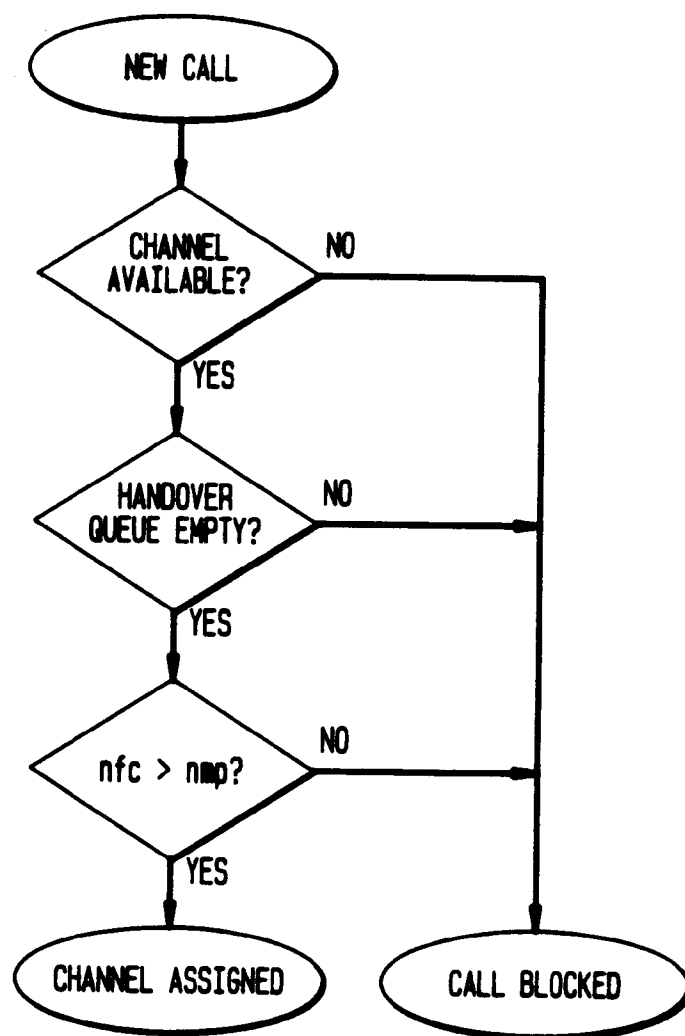 NEW CALL
CHANNEL
AVAILABLE?
NO
YES
HANDOVER
QUEUE EMPTY?
NO
YES
nfc > nmp?
NO
YES
CHANNEL ASSIGNED
CALL BLOCKED